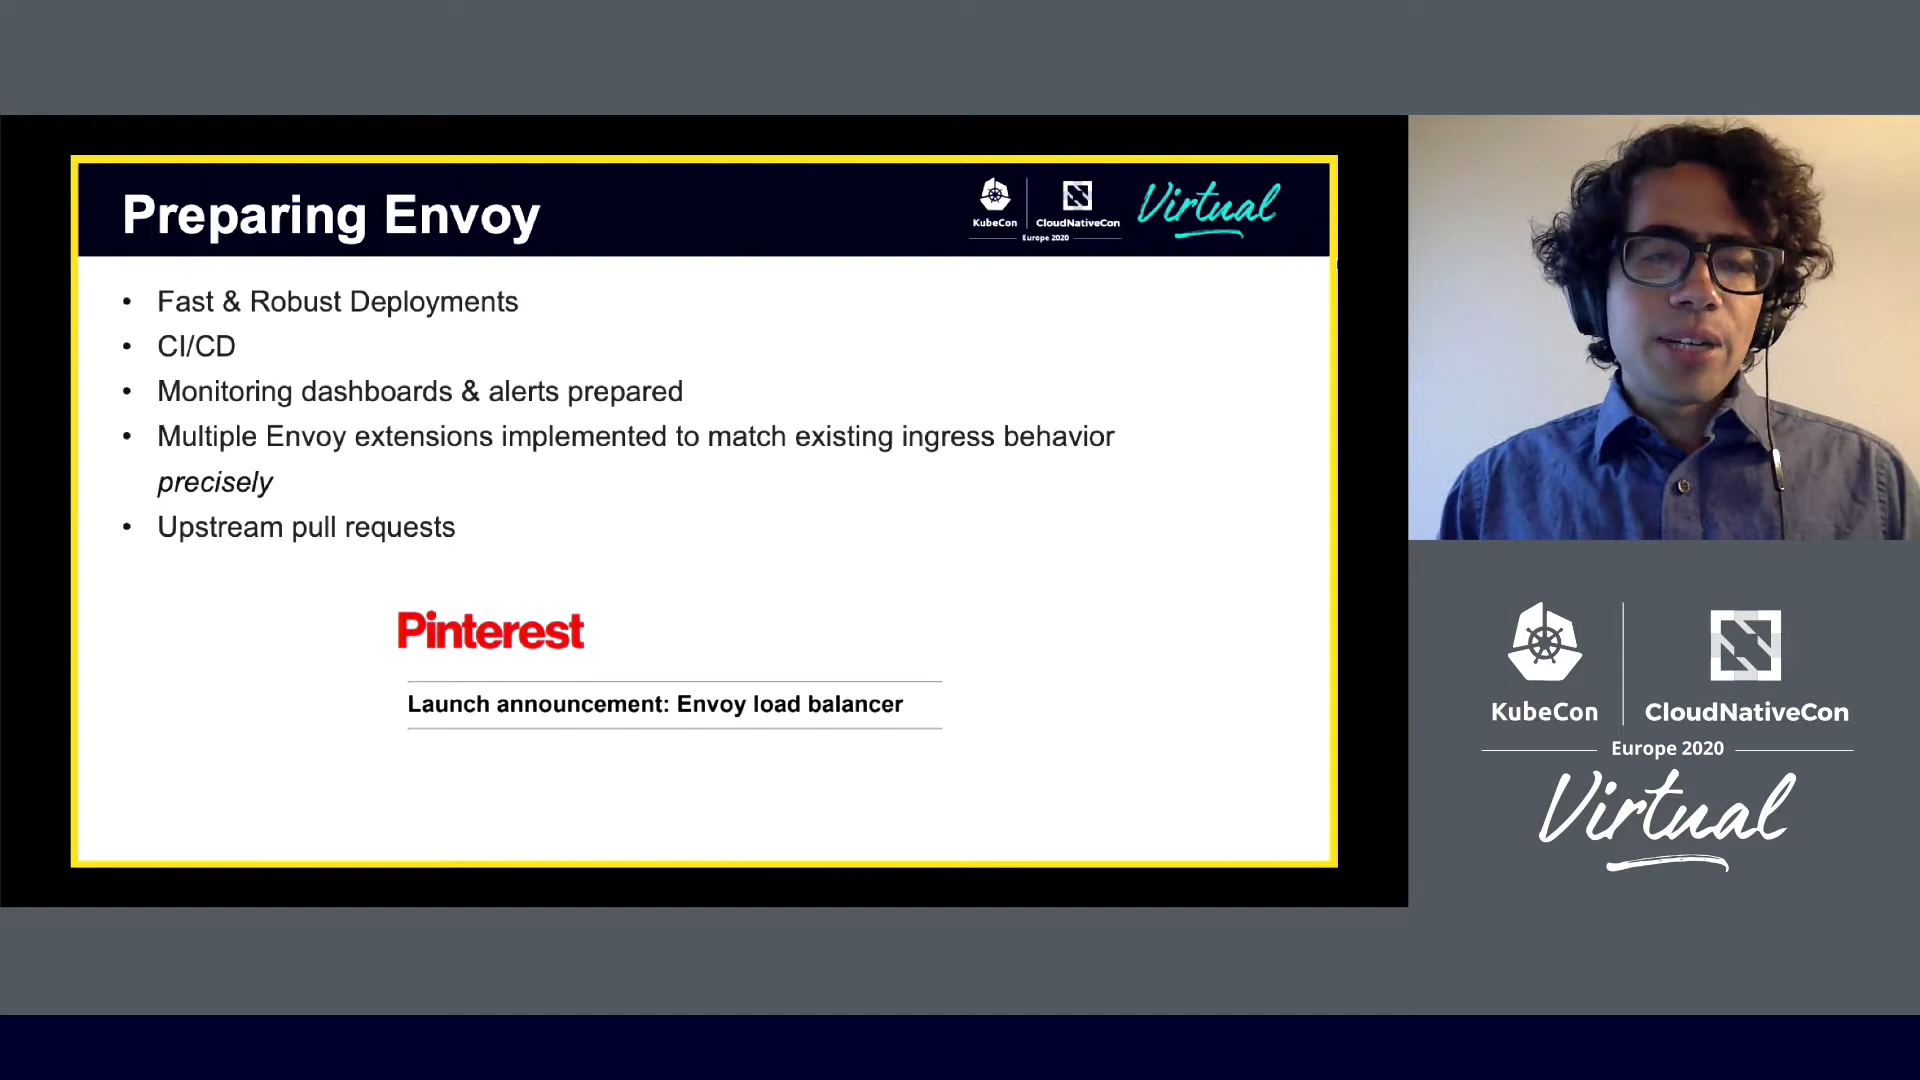 Preparing Envoy
KubeCon
CloudNativeCon
Europe 2020
Virtual
• Fast & Robust Deployments
• CI/CD
• Monitoring dashboards & alerts prepared
• Multiple Envoy extensions implemented to match existing ingress behavior
precisely
• Upstream pull requests
Pinterest
Launch announcement: Envoy load balancer
KubeCon
CloudNativeCon
Europe 2020
Virtual